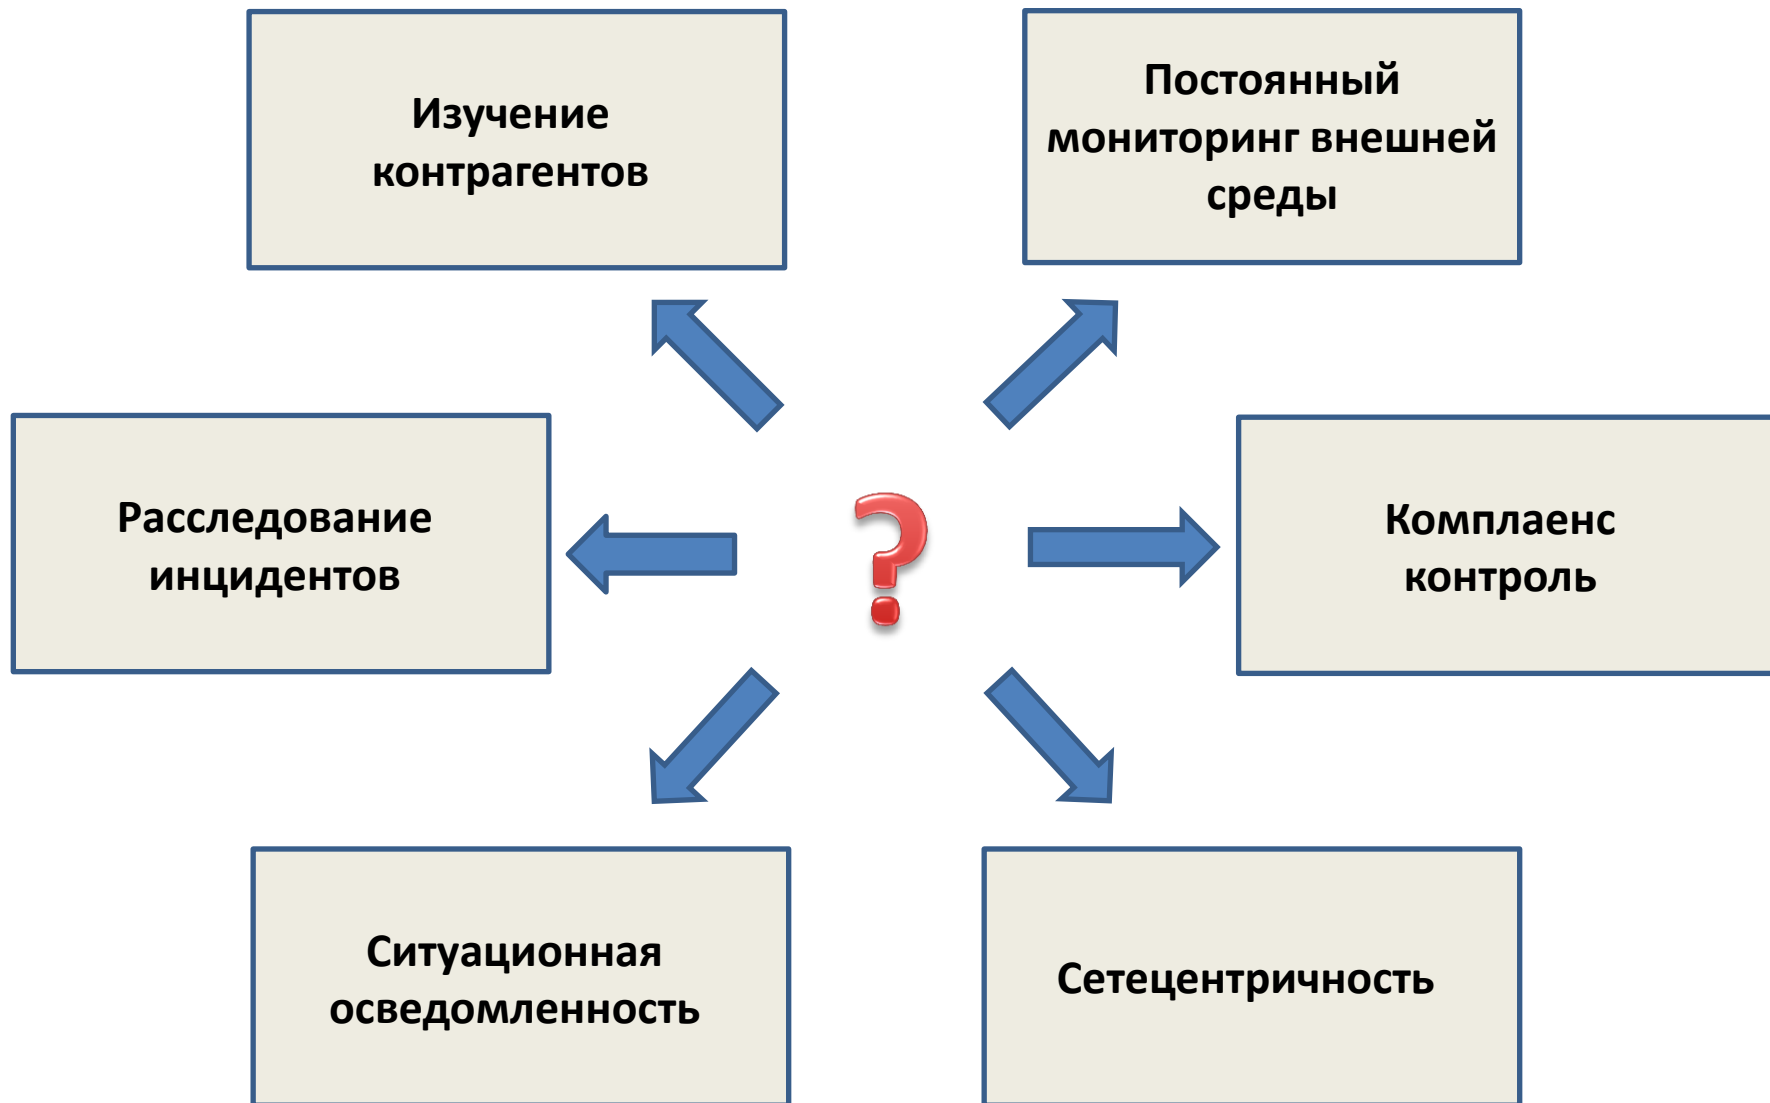 Изучение
контрагентов
Постоянный
мониторинг внешней
среды
Расследование
инцидентов
?
Комплаенс
контроль
Ситуационная
осведомленность
Сетецентричность